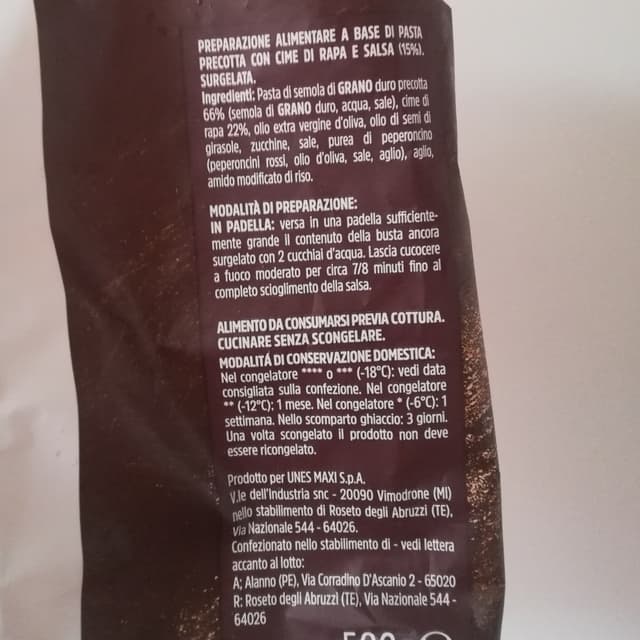 PREPARAZIONE ALIMENTARE A BASE DI PASTA
PRECOTTA CON CIME DI RAPA E SALSA (15%).
SURGELATA.
Ingredienti: Pasta di semola di GRANO duro precotta
66% (semola di GRANO duro, acqua, sale), cime di
rapa 22%, olio extra vergine d'oliva, olio di semi di
girasole, zucchine, sale, purea di peperoncino
(peperoncini rossi, olio d'oliva, sale, aglio), aglio,
amido modificato di riso.
MODALITÀ DI PREPARAZIONE:
IN PADELLA: versa in una padella sufficiente-
mente grande il contenuto della busta ancora
surgelato con 2 cucchiai d'acqua. Lascia cucocere
a fuoco moderato per circa 7/8 minuti fino al
completo scioglimento della salsa.
ALIMENTO DA CONSUMARSI PREVIA COTTURA.
CUCINARE SENZA SCONGELARE.
MODALITÁ DI CONSERVAZIONE DOMESTICA:
Nel congelatore **** o *** (-18°C): vedi data
consigliata sulla confezione. Nel congelatore
** (-12°C): 1 mese. Nel congelatore * (-6°C): 1
settimana. Nello scomparto ghiaccio: 3 giorni.
Una volta scongelato il prodotto non deve
essere ricongelato.
Prodotto per UNES MAXI S.p.A.
V.le dell'Industria snc - 20090 Vimodrone (MI)
nello stabilimento di Roseto degli Abruzzi (TE),
Via Nazionale 544 - 64026.
Confezionato nello stabilimento di - vedi lettera
accanto al lotto:
A; Alanno (PE), Via Corradino D'Ascanio 2 - 65020
R: Roseto degli Abruzzi (TE), Via Nazionale 544 -
64026